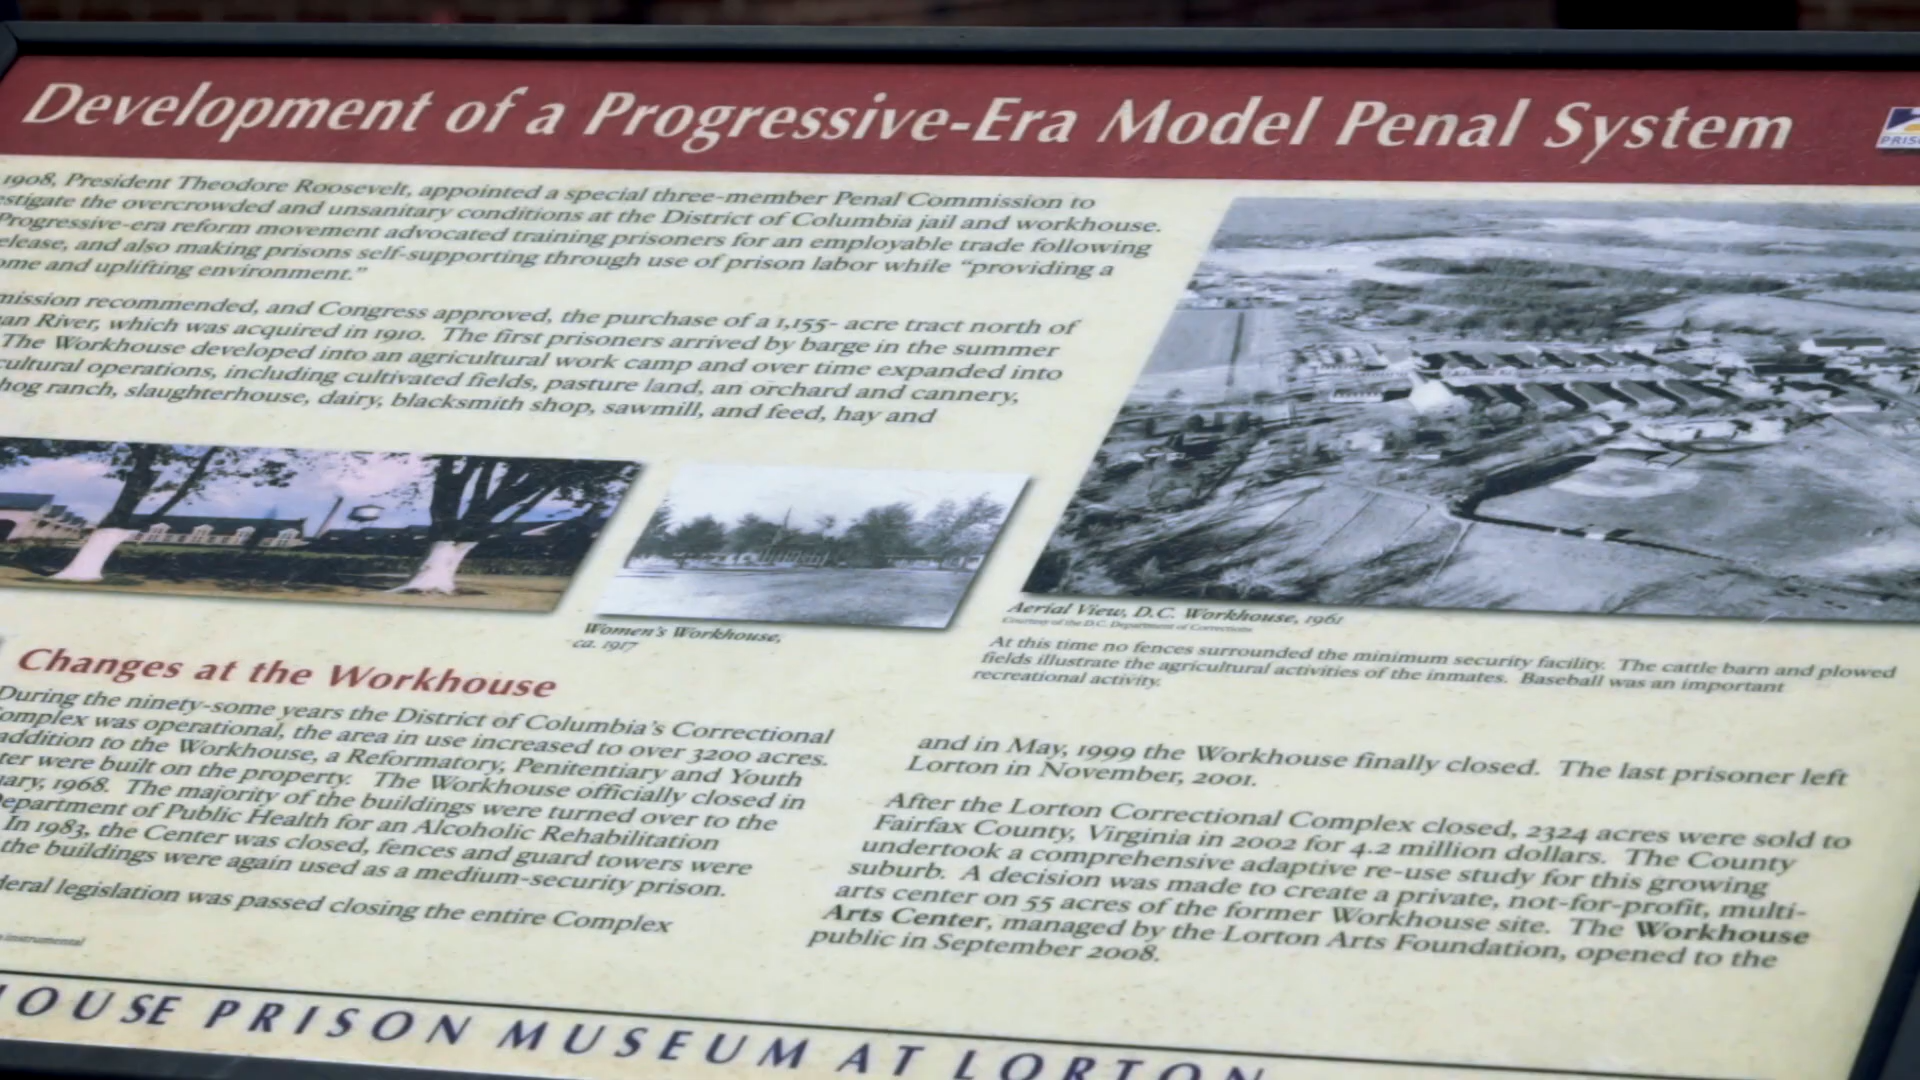 Development of a Progressive-Era Model Penal System
PRIS
1908, President Theodore Roosevelt, appointed a special three-member Penal Commission to
estigate the overcrowded and unsanitary conditions at the District of Columbia jail and workhouse.
Progressive-era reform movement advocated training prisoners for an employable trade following
elease, and also making prisons self-supporting through use of prison labor while "providing a
ome and uplifting environment."
mission recommended, and Congress approved, the purchase of a 1,155- acre tract north of
an River, which was acquired in 1910. The first prisoners arrived by barge in the summer
The Workhouse developed into an agricultural work camp and over time expanded into
cultural operations, including cultivated fields, pasture land, an orchard and cannery,
hog ranch, slaughterhouse, dairy, blacksmith shop, sawmill, and feed, hay and
Women's Workhouse,
ca. 1917
Aerial View, D.C. Workhouse, 1961
Courtesy of the D.C. Department of Corrections
At this time no fences surrounded the minimum security facility. The cattle barn and plowed
fields illustrate the agricultural activities of the inmates. Baseball was an important
recreational activity.
Changes at the Workhouse
During the ninety-some years the District of Columbia's Correctional
omplex was operational, the area in use increased to over 3200 acres.
addition to the Workhouse, a Reformatory, Penitentiary and Youth
ter were built on the property. The Workhouse officially closed in
uary, 1968. The majority of the buildings were turned over to the
epartment of Public Health for an Alcoholic Rehabilitation
In 1983, the Center was closed, fences and guard towers were
the buildings were again used as a medium-security prison.
deral legislation was passed closing the entire Complex
instrumental
and in May, 1999 the Workhouse finally closed. The last prisoner left
Lorton in November, 2001.
After the Lorton Correctional Complex closed, 2324 acres were sold to
Fairfax County, Virginia in 2002 for 4.2 million dollars. The County
undertook a comprehensive adaptive re-use study for this growing
suburb. A decision was made to create a private, not-for-profit, multi-
arts center on 55 acres of the former Workhouse site. The Workhouse
Arts Center, managed by the Lorton Arts Foundation, opened to the
public in September 2008.
OUSE PRISON MUSEUM AT LORTON